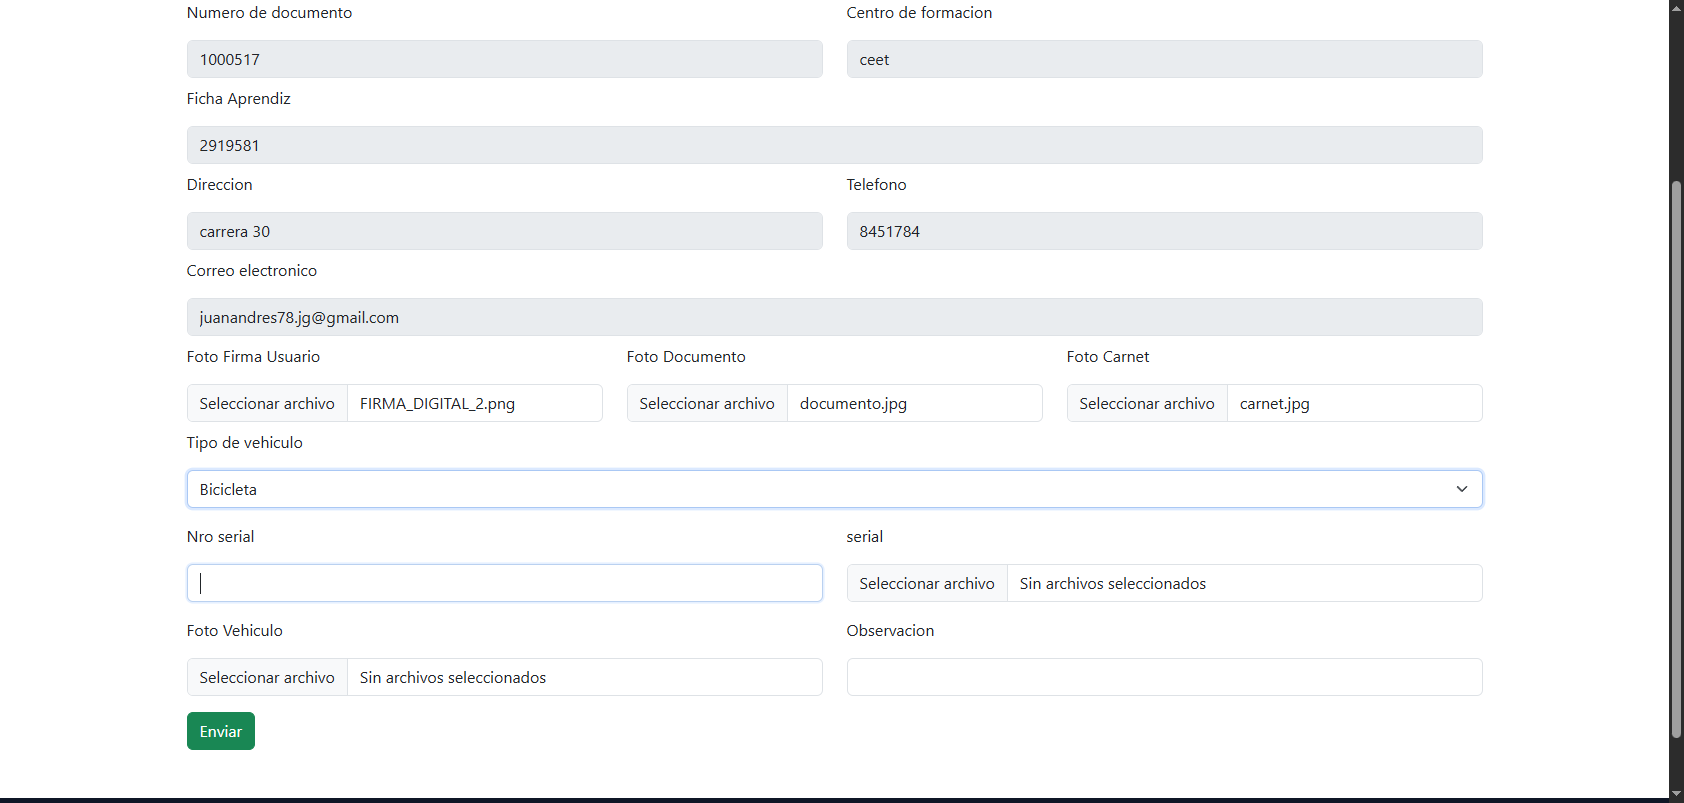 Numero de documento
Centro de formacion
1000517
ceet
Ficha Aprendiz
2919581
Direccion
Telefono
carrera 30
8451784
Correo electronico
juanandres78.jg@gmail.com
Foto Firma Usuario
Foto Documento
Foto Carnet
Seleccionar archivo FIRMA_DIGITAL_2.png
Seleccionar archivo documento.jpg
Seleccionar archivo carnet.jpg
Tipo de vehiculo
Bicicleta
Nro serial
serial
Seleccionar archivo Sin archivos seleccionados
Foto Vehiculo
Observacion
Seleccionar archivo Sin archivos seleccionados
Enviar